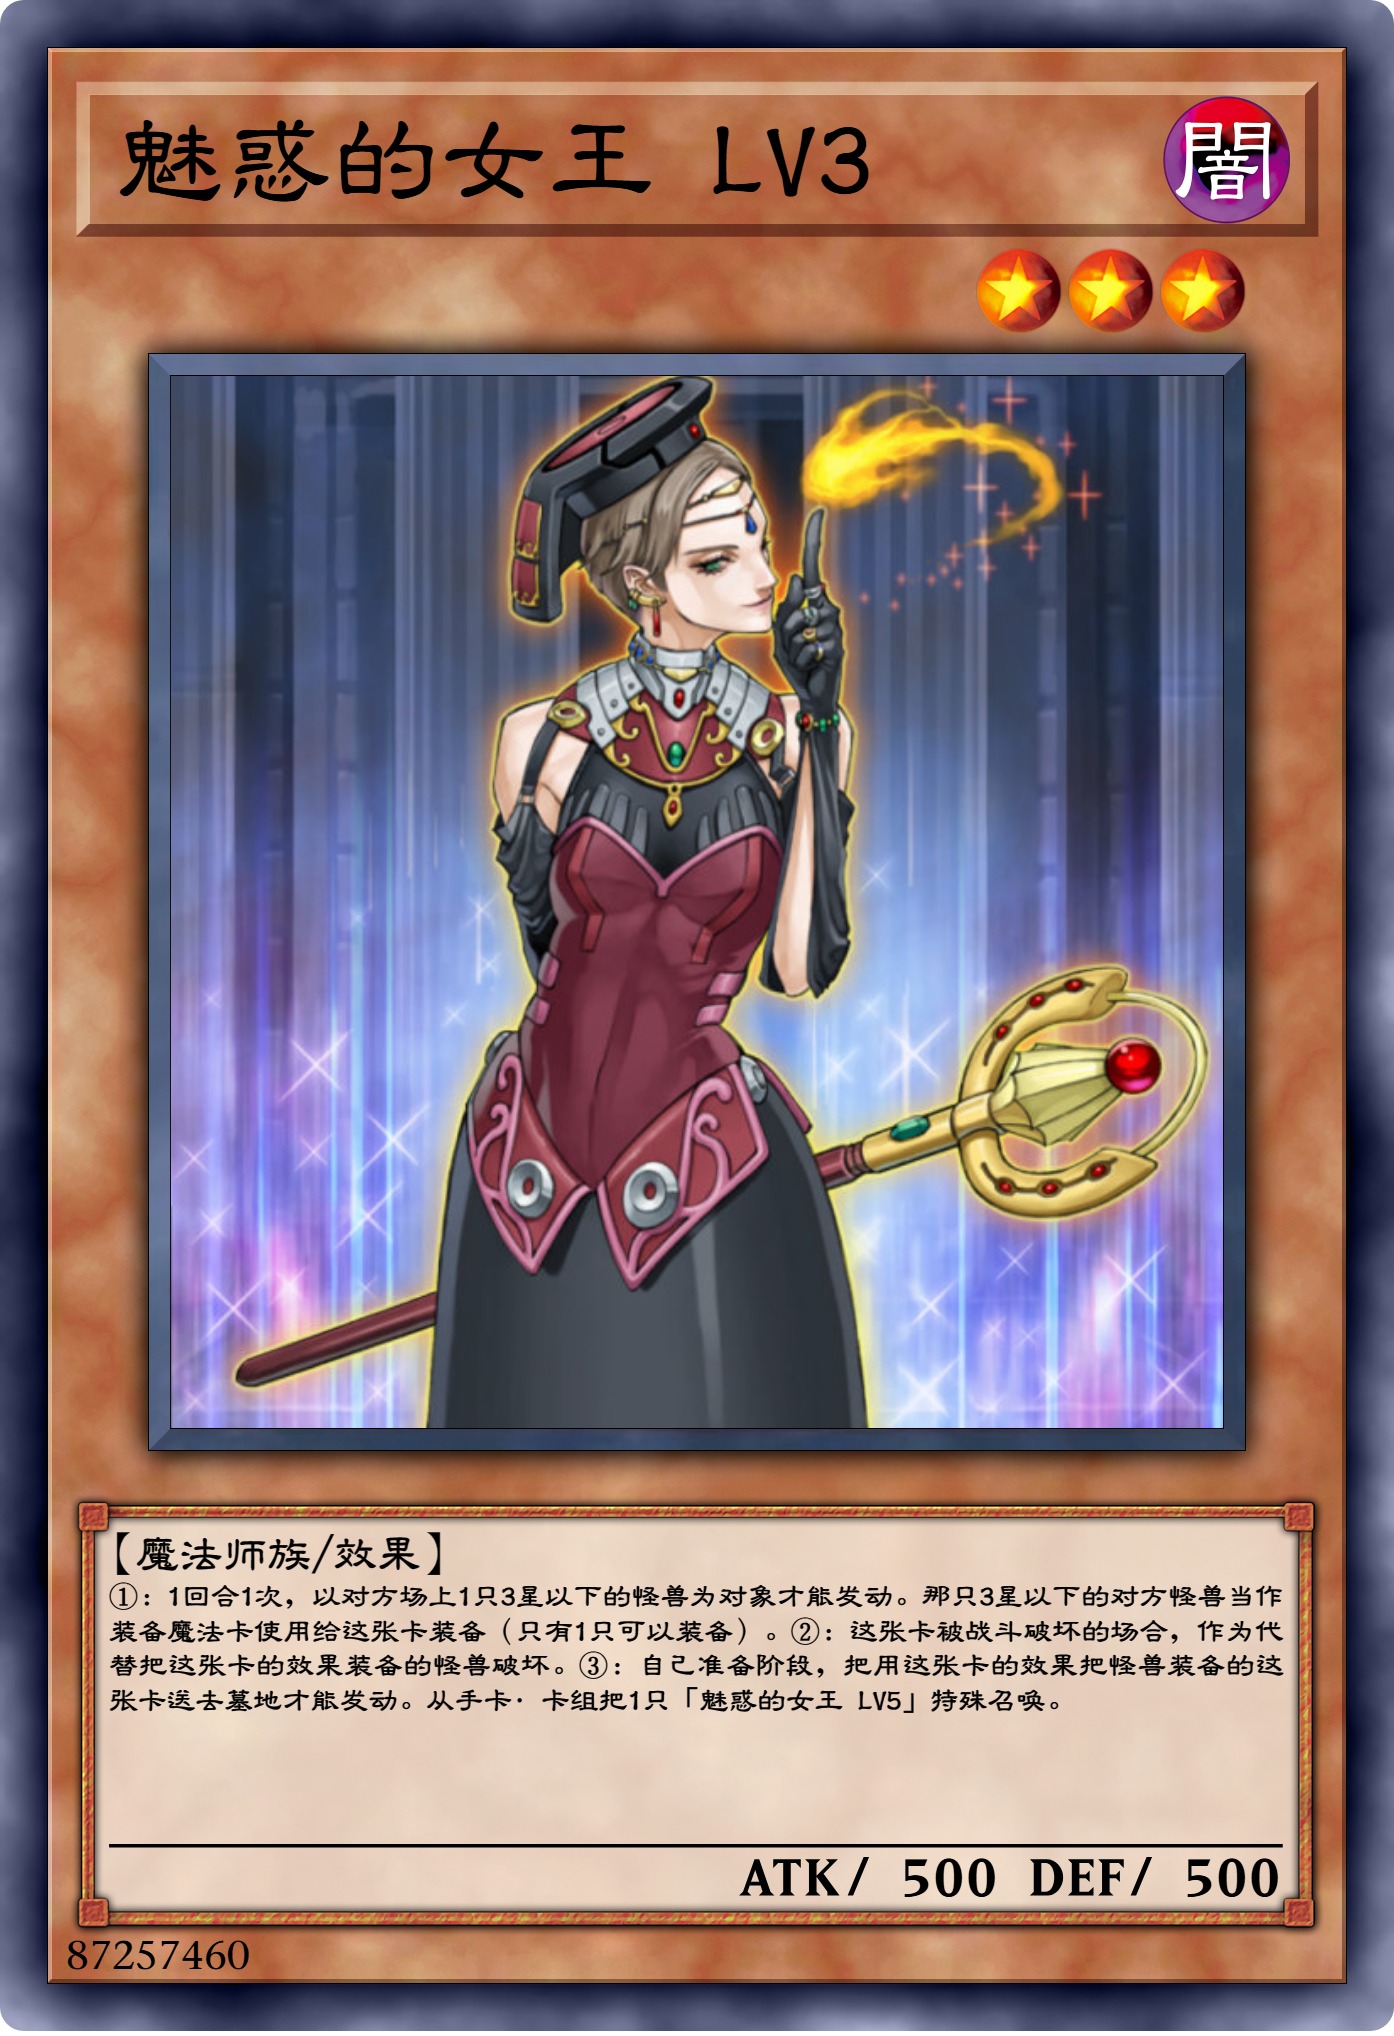 魅惑的女王 LV3
闇
【魔法师族/效果】
①：1回合1次，以对方场上1只3星以下的怪兽为对象才能发动。那只3星以下的对方怪兽当作
装备魔法卡使用给这张卡装备（只有1只可以装备）。②：这张卡被战斗破坏的场合，作为代
替把这张卡的效果装备的怪兽破坏。③：自己准备阶段，把用这张卡的效果把怪兽装备的这
张卡送去墓地才能发动。从手卡·卡组把1只「魅惑的女王 LV5」特殊召唤。
ATK/ 500 DEF/ 500
87257460